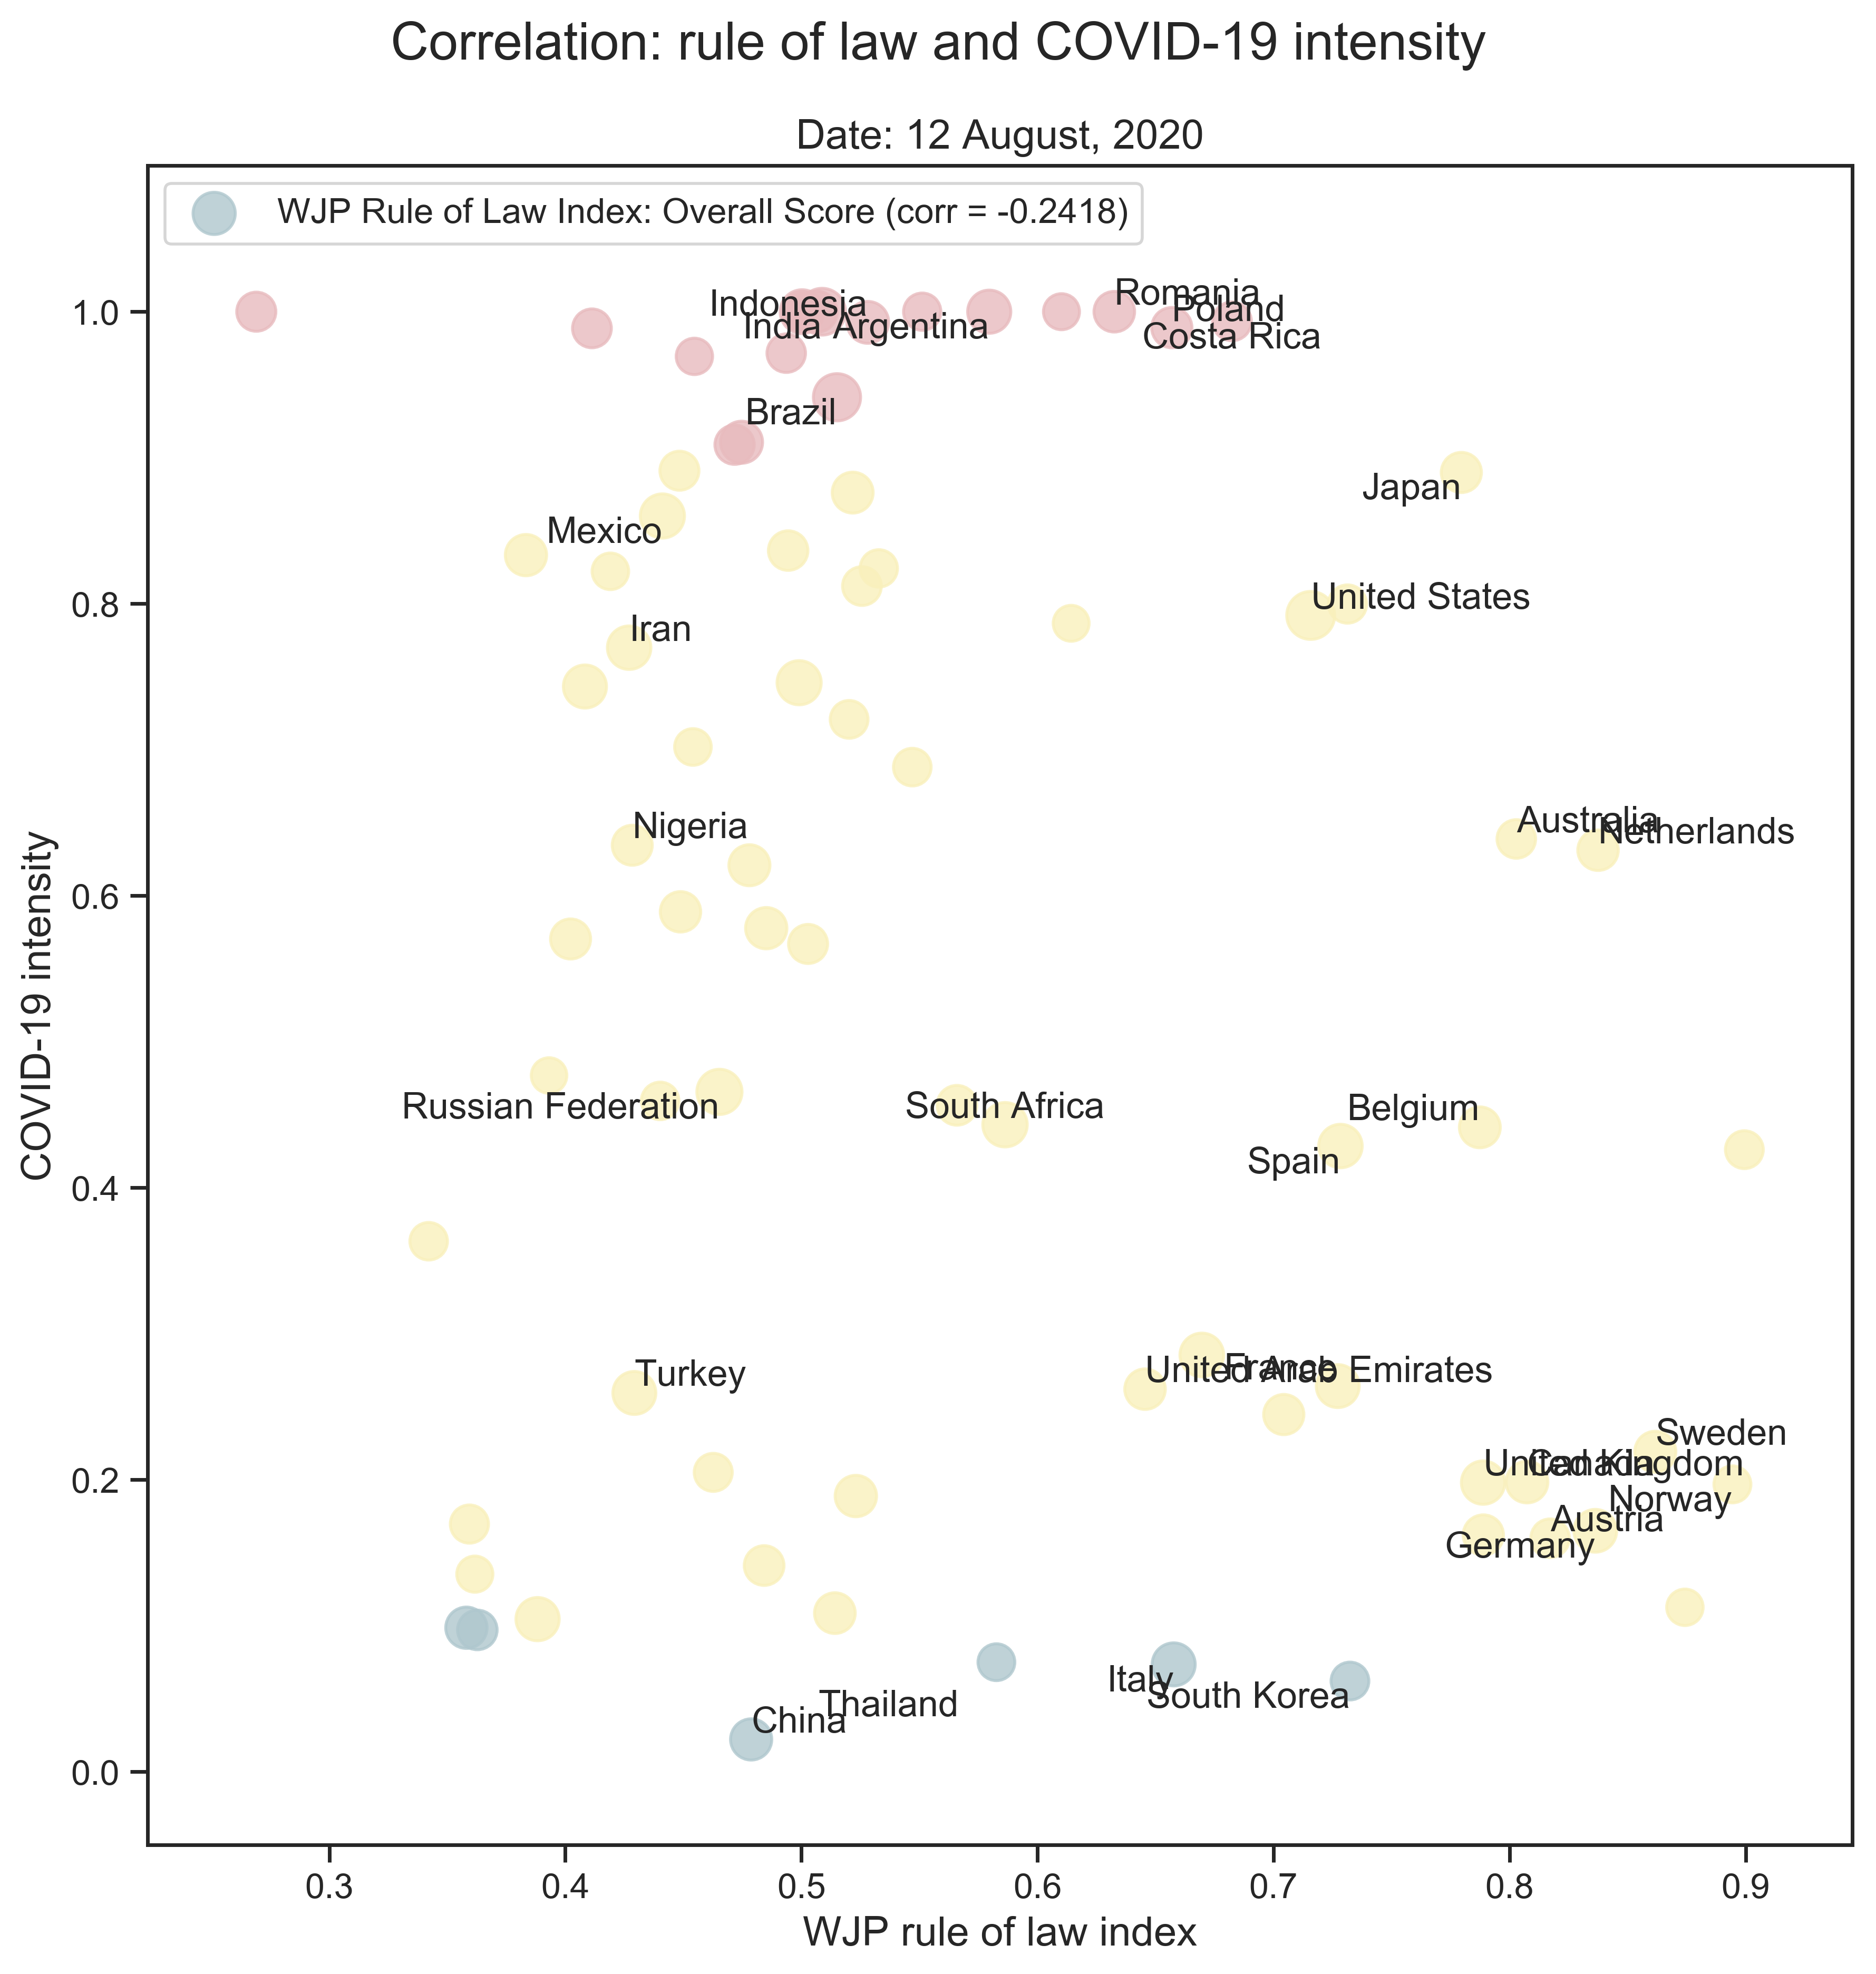 Correlation: rule of law and COVID-19 intensity
Date: 12 August, 2020
WJP Rule of Law Index: Overall Score (corr = -0.2418)
COVID-19 intensity
1.0
0.8
0.6
0.4
0.2
0.0
Romania
Indonesia
Poland
India
Argentina
Costa Rica
Brazil
Japan
Mexico
United States
Iran
Australia
Nigeria
Netherlands
Russian Federation
South Africa
Belgium
Spain
France
United Arab Emirates
Turkey
Sweden
United Kingdom
Canada
Norway
Austria
Germany
Italy
South Korea
Thailand
China
0.3
0.4
0.5
0.6
0.7
0.8
0.9
WJP rule of law index